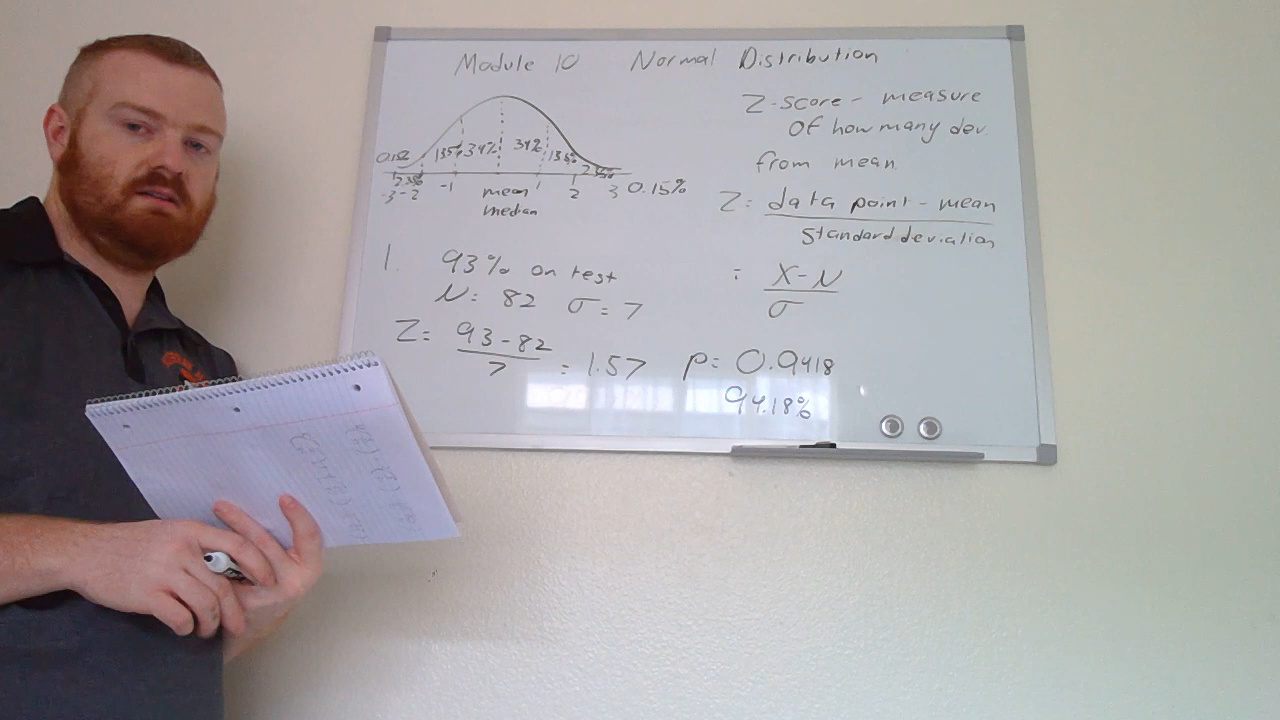 Module 10 Normal Distribution
0.15% 13.5% 34% 34% 13.5% 2.35%
2.35%
-3 -2 -1 mean 1 2 3 0.15%
median
Z-score - measure
of how many dev.
from mean
Z = data point - mean
standard deviation
= X - μ
σ
1. 93% on test
μ = 82 σ = 7
Z = 93 - 82
7
= 1.57 p = 0.9418
94.18%